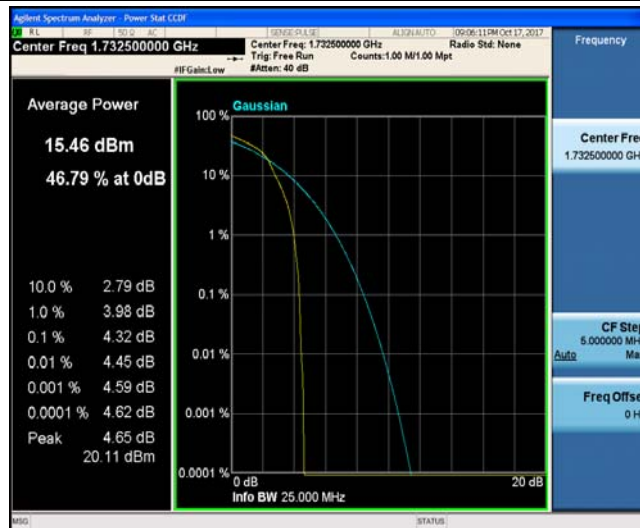 Agilent Spectrum Analyzer - Power Stat CCDF
RL RF 50 Ω AC SENSE:PULSE ALIGN AUTO 09:06:11 PM Oct 17, 2017
Center Freq 1.732500000 GHz
Center Freq: 1.732500000 GHz Radio Std: None
Trig: Free Run Counts:1.00 M/1.00 Mpt
#IFGain:Low #Atten: 40 dB
Frequency
Average Power
15.46 dBm
46.79 % at 0dB
10.0 % 2.79 dB
1.0 % 3.98 dB
0.1 % 4.32 dB
0.01 % 4.45 dB
0.001 % 4.59 dB
0.0001 % 4.62 dB
Peak 4.65 dB
20.11 dBm
Gaussian
100 %
10 %
1 %
0.1 %
0.01 %
0.001 %
0.0001 %
0 dB 20 dB
Info BW 25.000 MHz
Center Fre
1.732500000 GH
CF Step
5.000000 MH
Auto Ma
Freq Offse
0 H
MSG STATUS